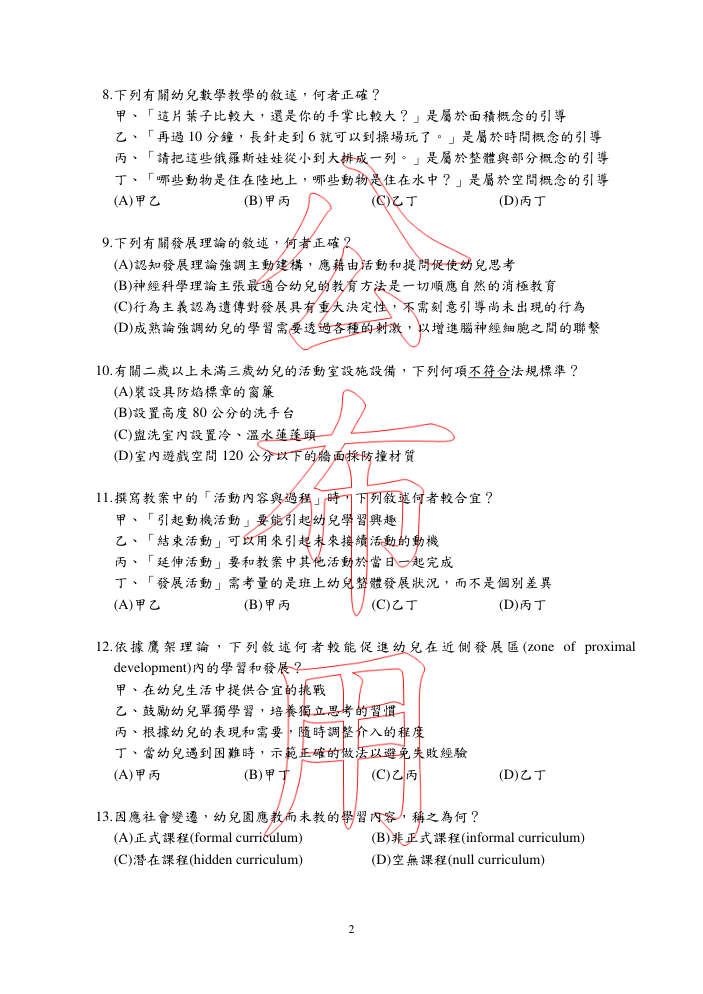 8.下列有關幼兒數學教學的敘述，何者正確？
甲、「這片葉子比較大，還是你的手掌比較大？」是屬於面積概念的引導
乙、「再過 10 分鐘，長針走到 6 就可以到操場玩了。」是屬於時間概念的引導
丙、「請把這些俄羅斯娃娃從小到大排成一列。」是屬於整體與部分概念的引導
丁、「哪些動物是住在陸地上，哪些動物是住在水中？」是屬於空間概念的引導
(A)甲乙 (B)甲丙 (C)乙丁 (D)丙丁
9.下列有關發展理論的敘述，何者正確？
(A)認知發展理論強調主動建構，應藉由活動和提問促使幼兒思考
(B)神經科學理論主張最適合幼兒的教育方法是一切順應自然的消極教育
(C)行為主義認為遺傳對發展具有重大決定性，不需刻意引導尚未出現的行為
(D)成熟論強調幼兒的學習需要透過各種的刺激，以增進腦神經細胞之間的聯繫
10.有關二歲以上未滿三歲幼兒的活動室設施設備，下列何項不符合法規標準？
(A)裝設具防焰標章的窗簾
(B)設置高度 80 公分的洗手台
(C)盥洗室內設置冷、溫水蓮蓬頭
(D)室內遊戲空間 120 公分以下的牆面採防撞材質
11.撰寫教案中的「活動內容與過程」時，下列敘述何者較合宜？
甲、「引起動機活動」要能引起幼兒學習興趣
乙、「結束活動」可以用來引起未來接續活動的動機
丙、「延伸活動」要和教案中其他活動於當日一起完成
丁、「發展活動」需考量的是班上幼兒整體發展狀況，而不是個別差異
(A)甲乙 (B)甲丙 (C)乙丁 (D)丙丁
12.依據鷹架理論，下列敘述何者較能促進幼兒在近側發展區(zone of proximal
development)內的學習和發展？
甲、在幼兒生活中提供合宜的挑戰
乙、鼓勵幼兒單獨學習，培養獨立思考的習慣
丙、根據幼兒的表現和需要，隨時調整介入的程度
丁、當幼兒遇到困難時，示範正確的做法以避免失敗經驗
(A)甲丙 (B)甲丁 (C)乙丙 (D)乙丁
13.因應社會變遷，幼兒園應教而未教的學習內容，稱之為何？
(A)正式課程(formal curriculum) (B)非正式課程(informal curriculum)
(C)潛在課程(hidden curriculum) (D)空無課程(null curriculum)
2
公布用